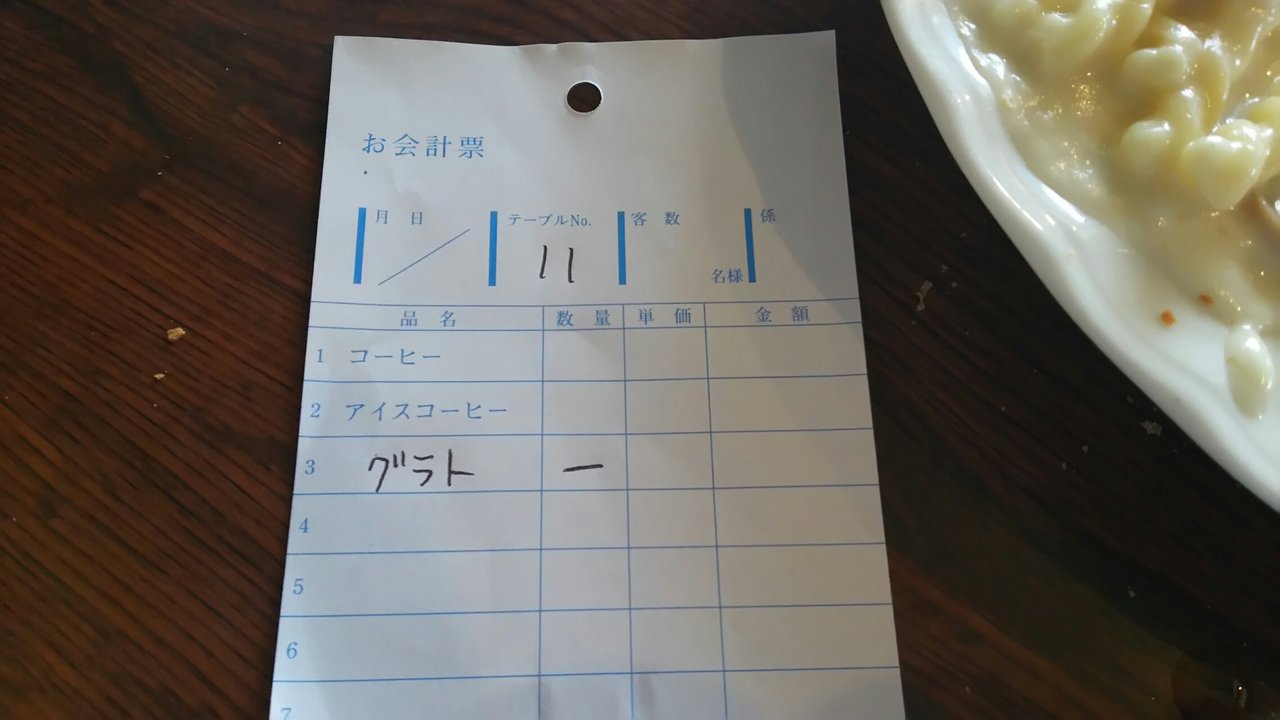 お会計票
月 日 テーブルNo. 客数 係
11 名様
品名 数量 単価 金額
1 コーヒー
2 アイスコーヒー
3 グラト 一
4
5
6
7